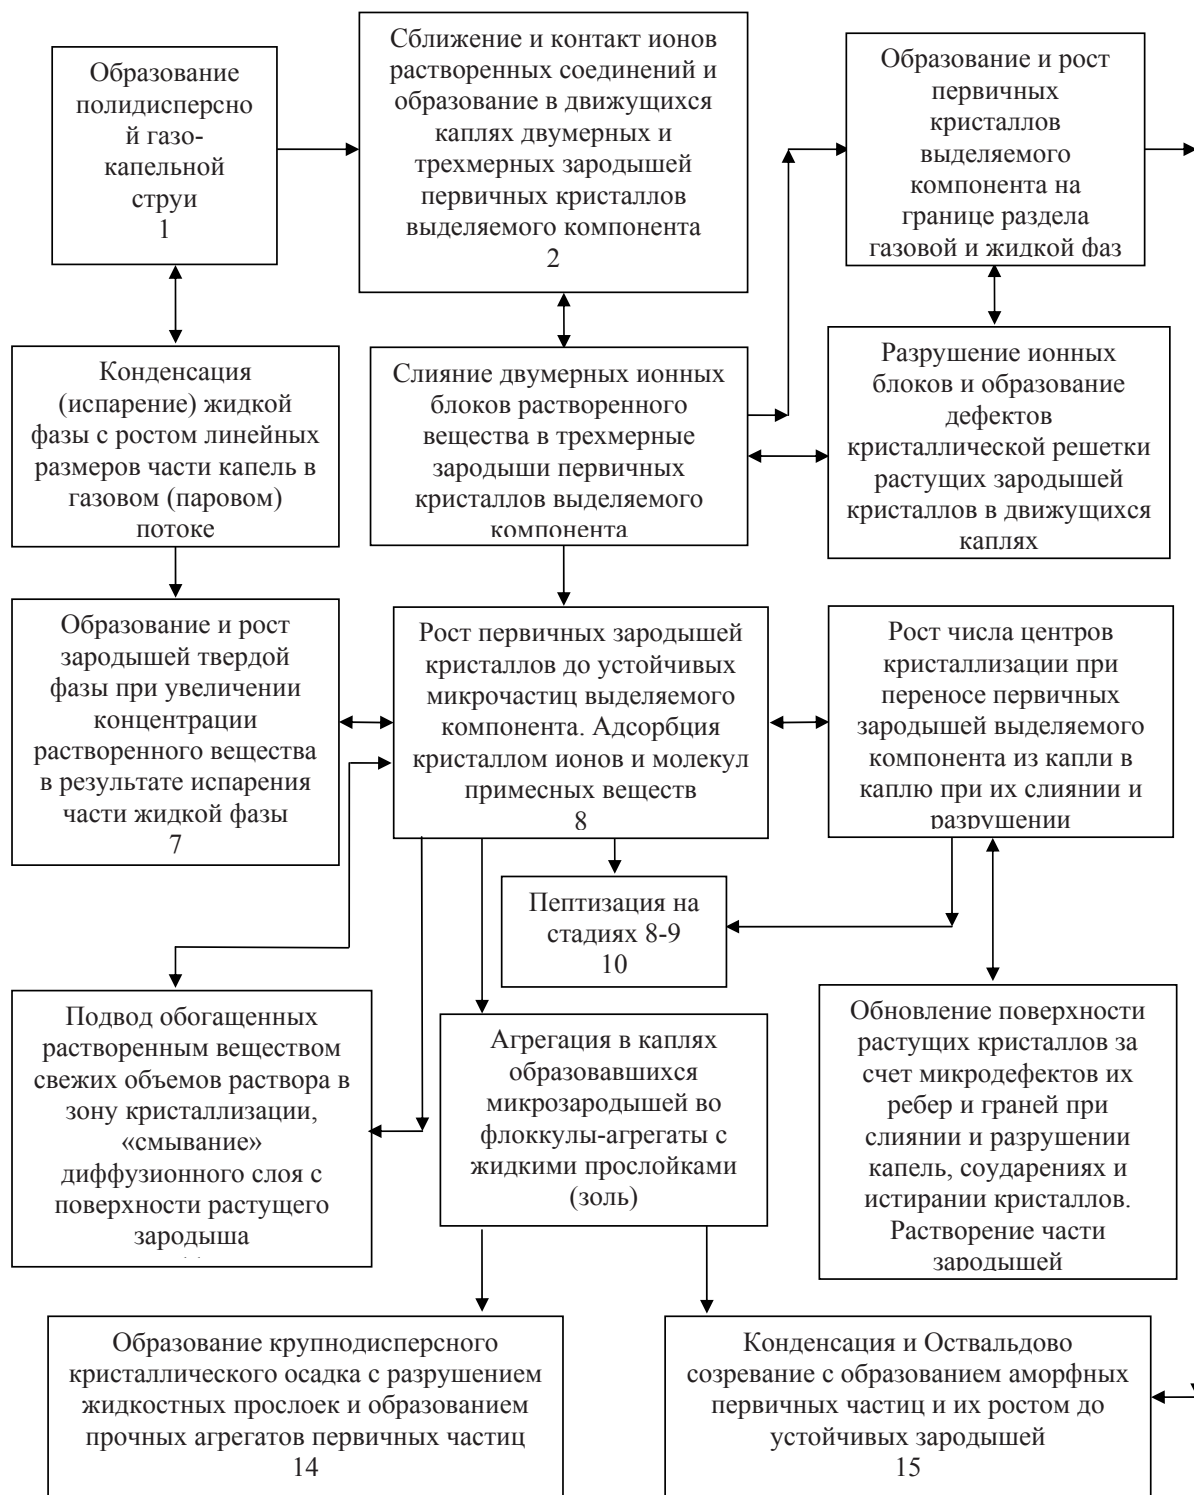 Образование
полидисперсно
й газо-
капельной
струи
1
Сближение и контакт ионов
растворенных соединений и
образование в движущихся
каплях двумерных и
трехмерных зародышей
первичных кристаллов
выделяемого компонента
2
Образование и рост
первичных
кристаллов
выделяемого
компонента на
границе раздела
газовой и жидкой фаз
Конденсация
(испарение) жидкой
фазы с ростом линейных
размеров части капель в
газовом (паровом)
потоке
Слияние двумерных ионных
блоков растворенного
вещества в трехмерные
зародыши первичных
кристаллов выделяемого
компонента
Разрушение ионных
блоков и образование
дефектов
кристаллической решетки
растущих зародышей
кристаллов в движущихся
каплях
Образование и рост
зародышей твердой
фазы при увеличении
концентрации
растворенного вещества
в результате испарения
части жидкой фазы
7
Рост первичных зародышей
кристаллов до устойчивых
микрочастиц выделяемого
компонента. Адсорбция
кристаллом ионов и молекул
примесных веществ
8
Рост числа центров
кристаллизации при
переносе первичных
зародышей выделяемого
компонента из капли в
каплю при их слиянии и
разрушении
Пептизация на
стадиях 8-9
10
Подвод обогащенных
растворенным веществом
свежих объемов раствора в
зону кристаллизации,
«смывание»
диффузионного слоя с
поверхности растущего
зародыша
Агрегация в каплях
образовавшихся
микрозародышей во
флоккулы-агрегаты с
жидкими прослойками
(золь)
Обновление поверхности
растущих кристаллов за
счет микродефектов их
ребер и граней при
слиянии и разрушении
капель, соударениях и
истирании кристаллов.
Растворение части
зародышей
Образование крупнодисперсного
кристаллического осадка с разрушением
жидкостных прослоек и образованием
прочных агрегатов первичных частиц
14
Конденсация и Оствальдово
созревание с образованием аморфных
первичных частиц и их ростом до
устойчивых зародышей
15